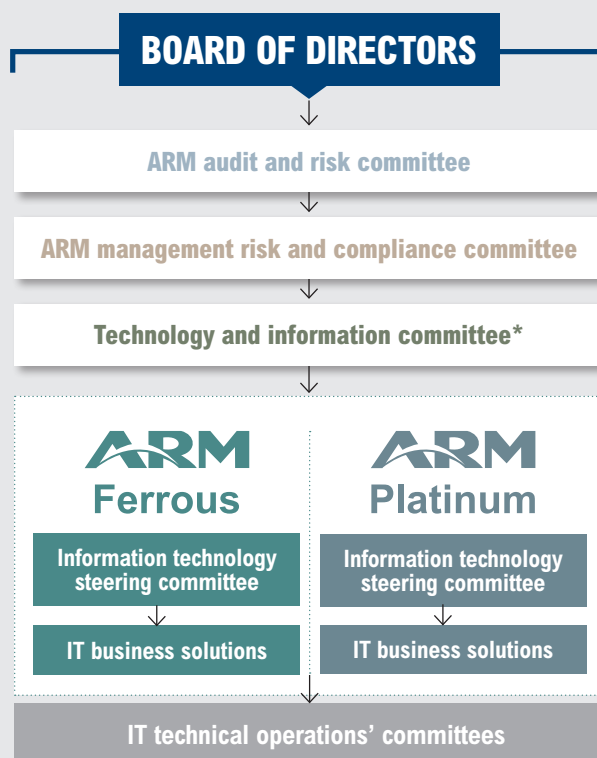 BOARD OF DIRECTORS
ARM audit and risk committee
ARM management risk and compliance committee
Technology and information committee*
ARM
Ferrous
Information technology
steering committee
IT business solutions
ARM
Platinum
Information technology
steering committee
IT business solutions
IT technical operations’ committees